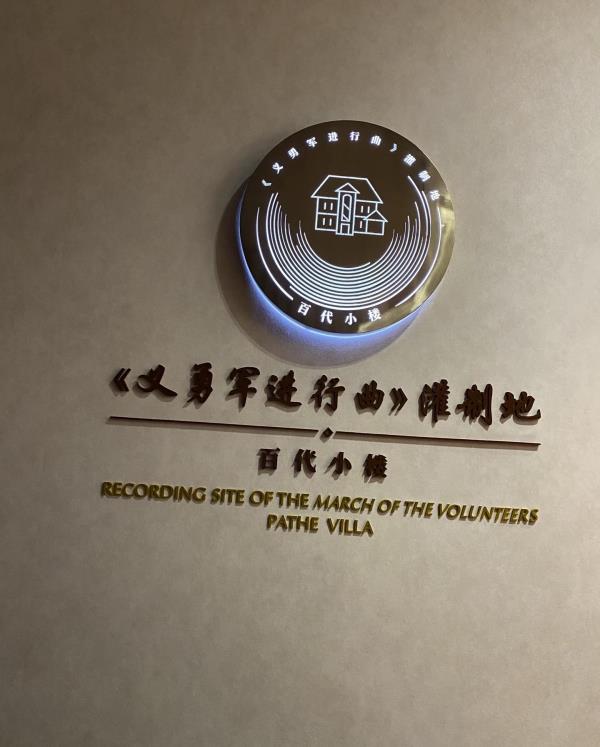 《义勇军进行曲》灌制地
百代小楼
《义勇军进行曲》灌制地
百代小楼
RECORDING SITE OF THE MARCH OF THE VOLUNTEERS
PATHE VILLA